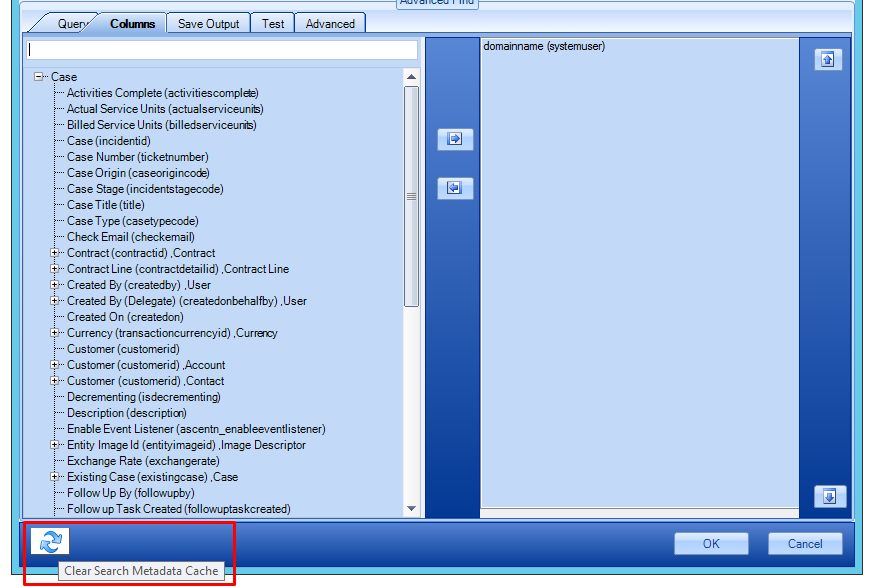 Advanced Find
Query
Columns
Save Output
Test
Advanced
domainname (systemuser)
Case
Activities Complete (activitiescomplete)
Actual Service Units (actualserviceunits)
Billed Service Units (billedserviceunits)
Case (incidentid)
Case Number (ticketnumber)
Case Origin (caseorigincode)
Case Stage (incidentstagecode)
Case Title (title)
Case Type (casetypecode)
Check Email (checkemail)
Contract (contractid) ,Contract
Contract Line (contractdetailid) ,Contract Line
Created By (createdby) ,User
Created By (Delegate) (createdonbehalfby) ,User
Created On (createdon)
Currency (transactioncurrencyid) ,Currency
Customer (customerid)
Customer (customerid) ,Account
Customer (customerid) ,Contact
Decrementing (isdecrementing)
Description (description)
Enable Event Listener (ascentn_enableeventlistener)
Entity Image Id (entityimageid) ,Image Descriptor
Exchange Rate (exchangerate)
Existing Case (existingcase) ,Case
Follow Up By (followupby)
Follow up Task Created (followuptaskcreated)
OK
Cancel
Clear Search Metadata Cache